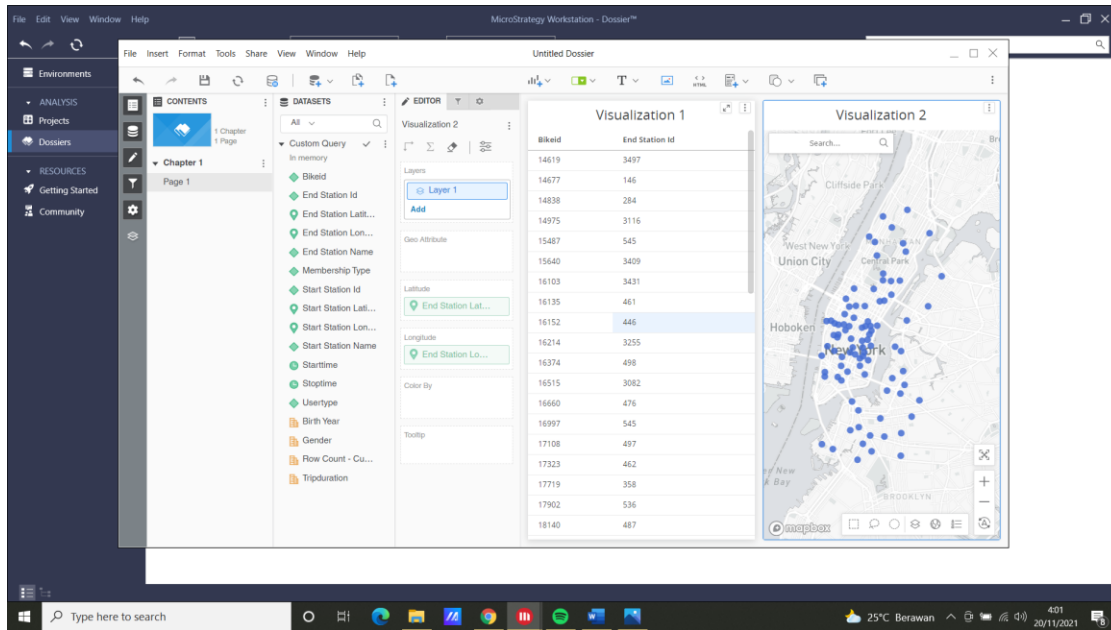 File Edit View Window Help
MicroStrategy Workstation - Dossier™
Environments
ANALYSIS
Projects
Dossiers
RESOURCES
Getting Started
Community
File Insert Format Tools Share View Window Help
Untitled Dossier
CONTENTS
1 Chapter
1 Page
Chapter 1
Page 1
DATASETS
All
Custom Query
In memory
Bikeid
End Station Id
End Station Latit...
End Station Lon...
End Station Name
Membership Type
Start Station Id
Start Station Lati...
Start Station Lon...
Start Station Name
Starttime
Stoptime
Usertype
Birth Year
Gender
Row Count - Cu...
Tripduration
EDITOR
Visualization 2
Layers
Layer 1
Add
Geo Attribute
Latitude
End Station Lat...
Longitude
End Station Lo...
Color By
Tooltip
HTML
Visualization 1
Bikeid End Station Id
14619 3497
14677 146
14838 284
14975 3116
15487 545
15640 3409
16103 3431
16135 461
16152 446
16214 3255
16374 498
16515 3082
16660 476
16997 545
17108 497
17323 462
17719 358
17902 536
18140 487
Visualization 2
Search...
Cliffside Park
West New York
Union City
Central Park
Hoboken
New York
BROOKLYN
mapbox
Type here to search
25°C Berawan
4:01
20/11/2021